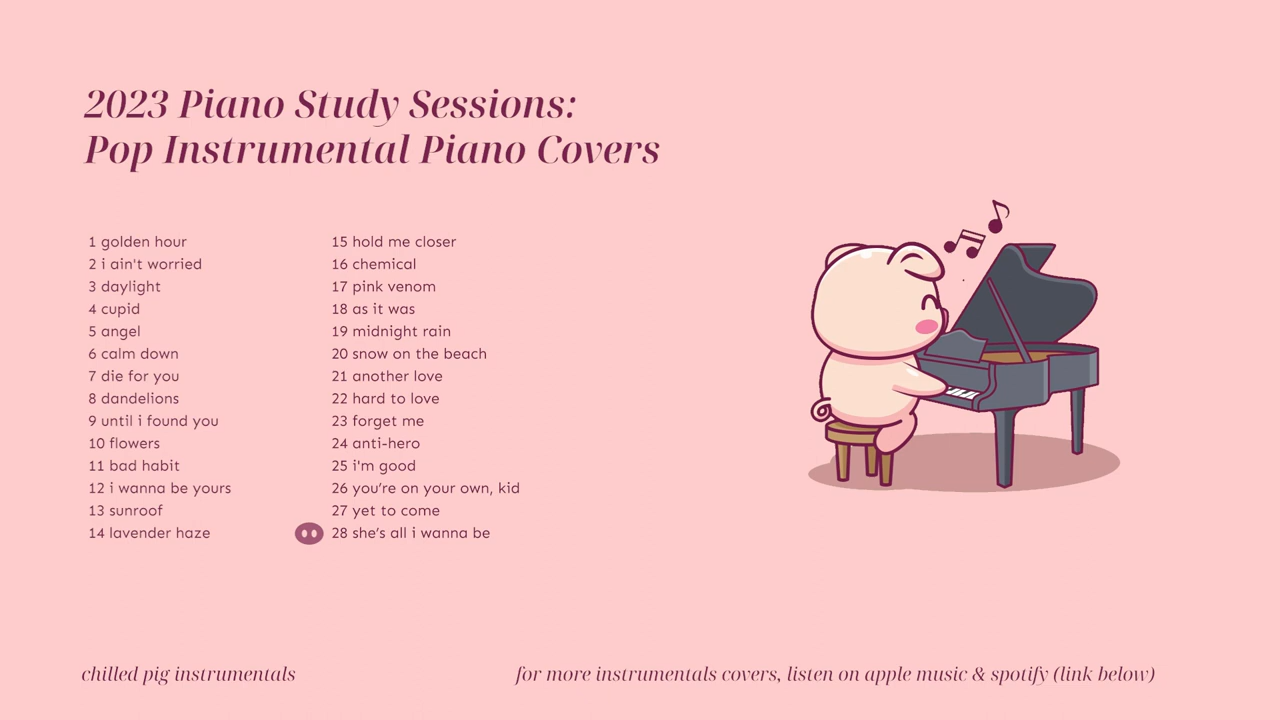 2023 Piano Study Sessions:
Pop Instrumental Piano Covers
1 golden hour
2 i ain't worried
3 daylight
4 cupid
5 angel
6 calm down
7 die for you
8 dandelions
9 until i found you
10 flowers
11 bad habit
12 i wanna be yours
13 sunroof
14 lavender haze
15 hold me closer
16 chemical
17 pink venom
18 as it was
19 midnight rain
20 snow on the beach
21 another love
22 hard to love
23 forget me
24 anti-hero
25 i'm good
26 you’re on your own, kid
27 yet to come
28 she’s all i wanna be
chilled pig instrumentals
for more instrumentals covers, listen on apple music & spotify (link below)